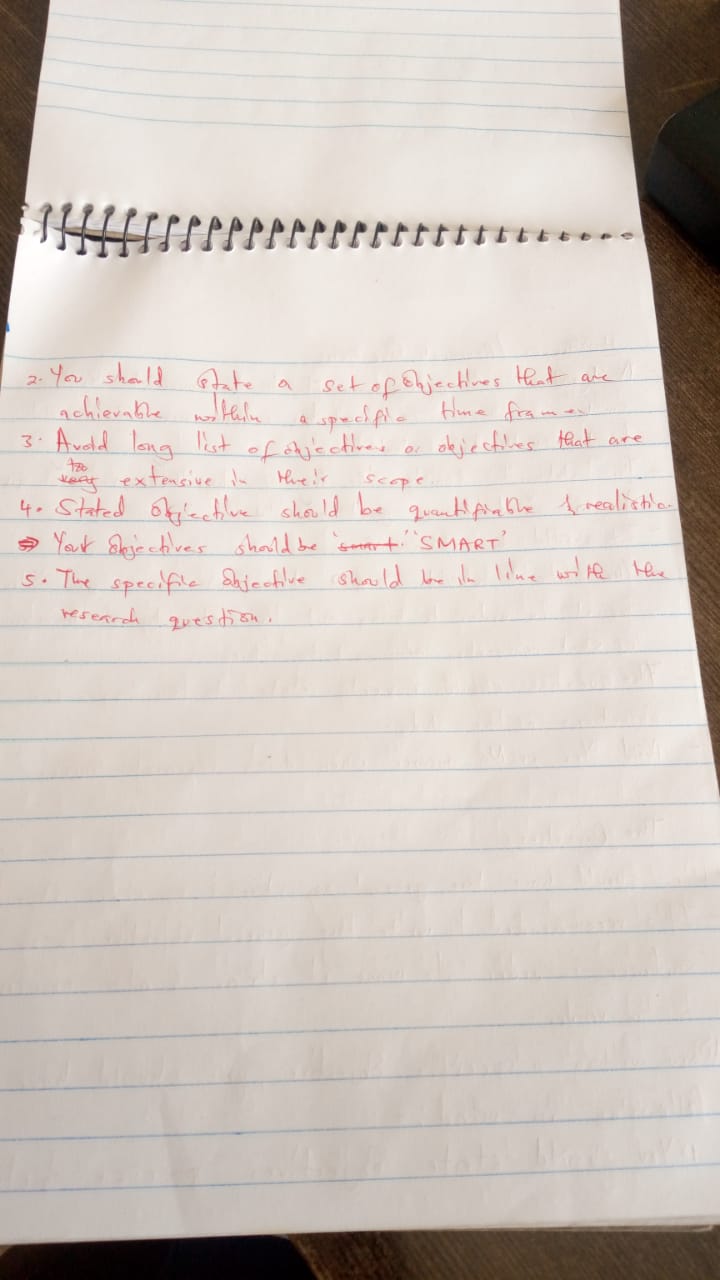 2. You should state a set of objectives that are
achievable within a specific time frame.
3. Avoid long list of objectives or objectives that are
too
very extensive in their scope.
4. Stated objective should be quantifiable & realistic.
⇒ Your objectives should be 'smart.' 'SMART'
5. The specific objective should be in line with the
research question.